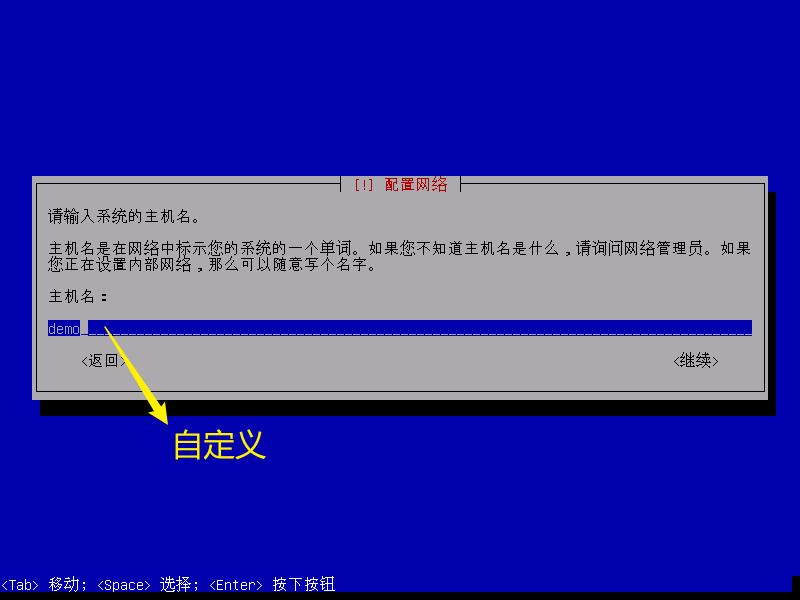 [!] 配置网络
请输入系统的主机名。
主机名是在网络中标示您的系统的一个单词。如果您不知道主机名是什么，请询问网络管理员。如果
您正在设置内部网络，那么可以随意写个名字。
主机名：
demo
<返回> <继续>
自定义
<Tab> 移动; <Space> 选择; <Enter> 按下按钮